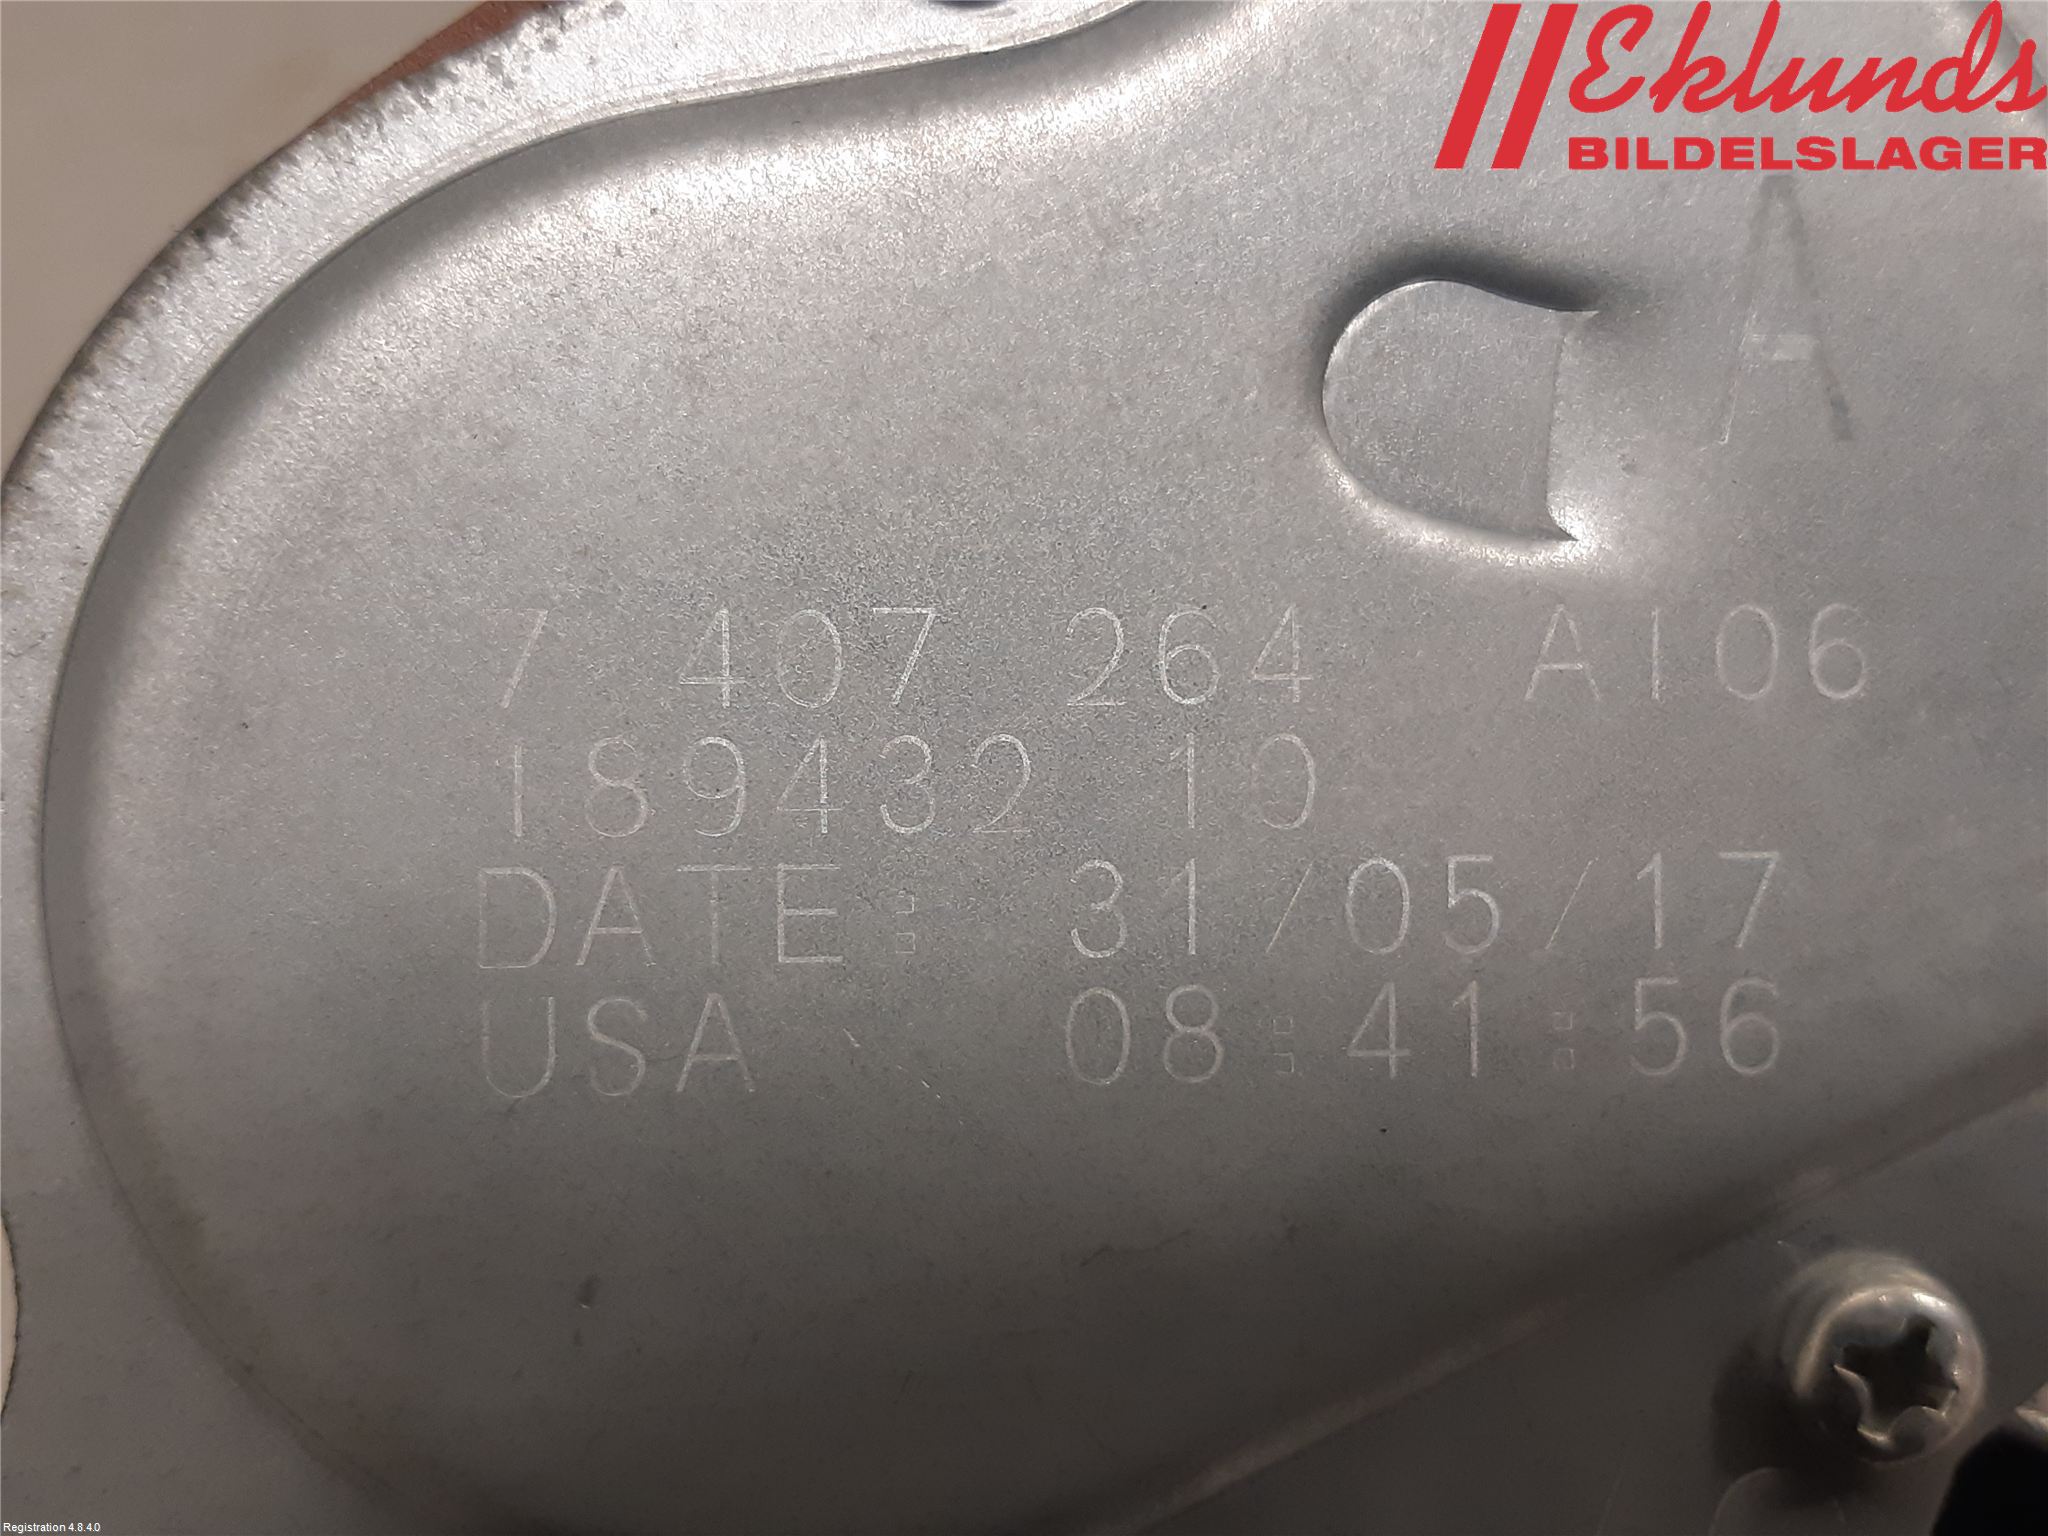 Eklunds
BILDELSLAGER
A
7 407 264 A106
189432 10
DATE: 31/05/17
USA 08:41:56
Registration 4.8.4.0